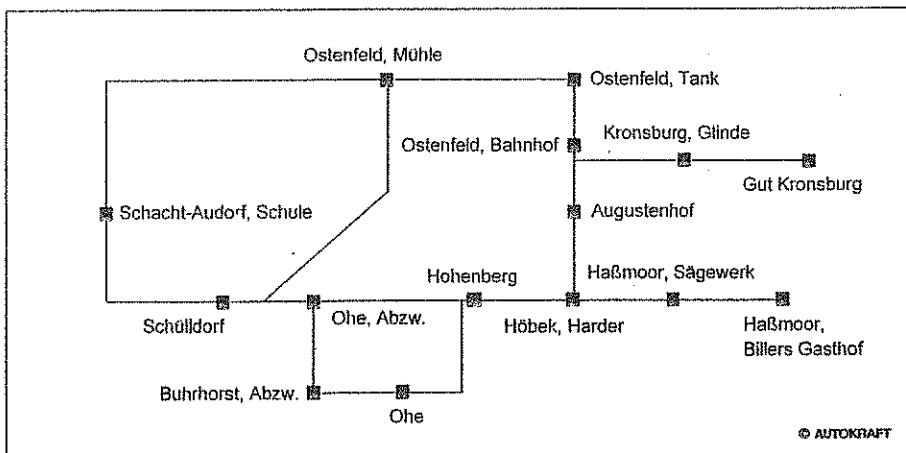 Ostenfeld, Mühle
Ostenfeld, Tank
Kronsburg, Glinde
Ostenfeld, Bahnhof
Gut Kronsburg
Schacht-Audorf, Schule
Augustenhof
Hohenberg
Haßmoor, Sägewerk
Schülldorf
Ohe, Abzw.
Höbek, Harder
Haßmoor,
Billers Gasthof
Buhrhorst, Abzw.
Ohe
© AUTOKRAFT